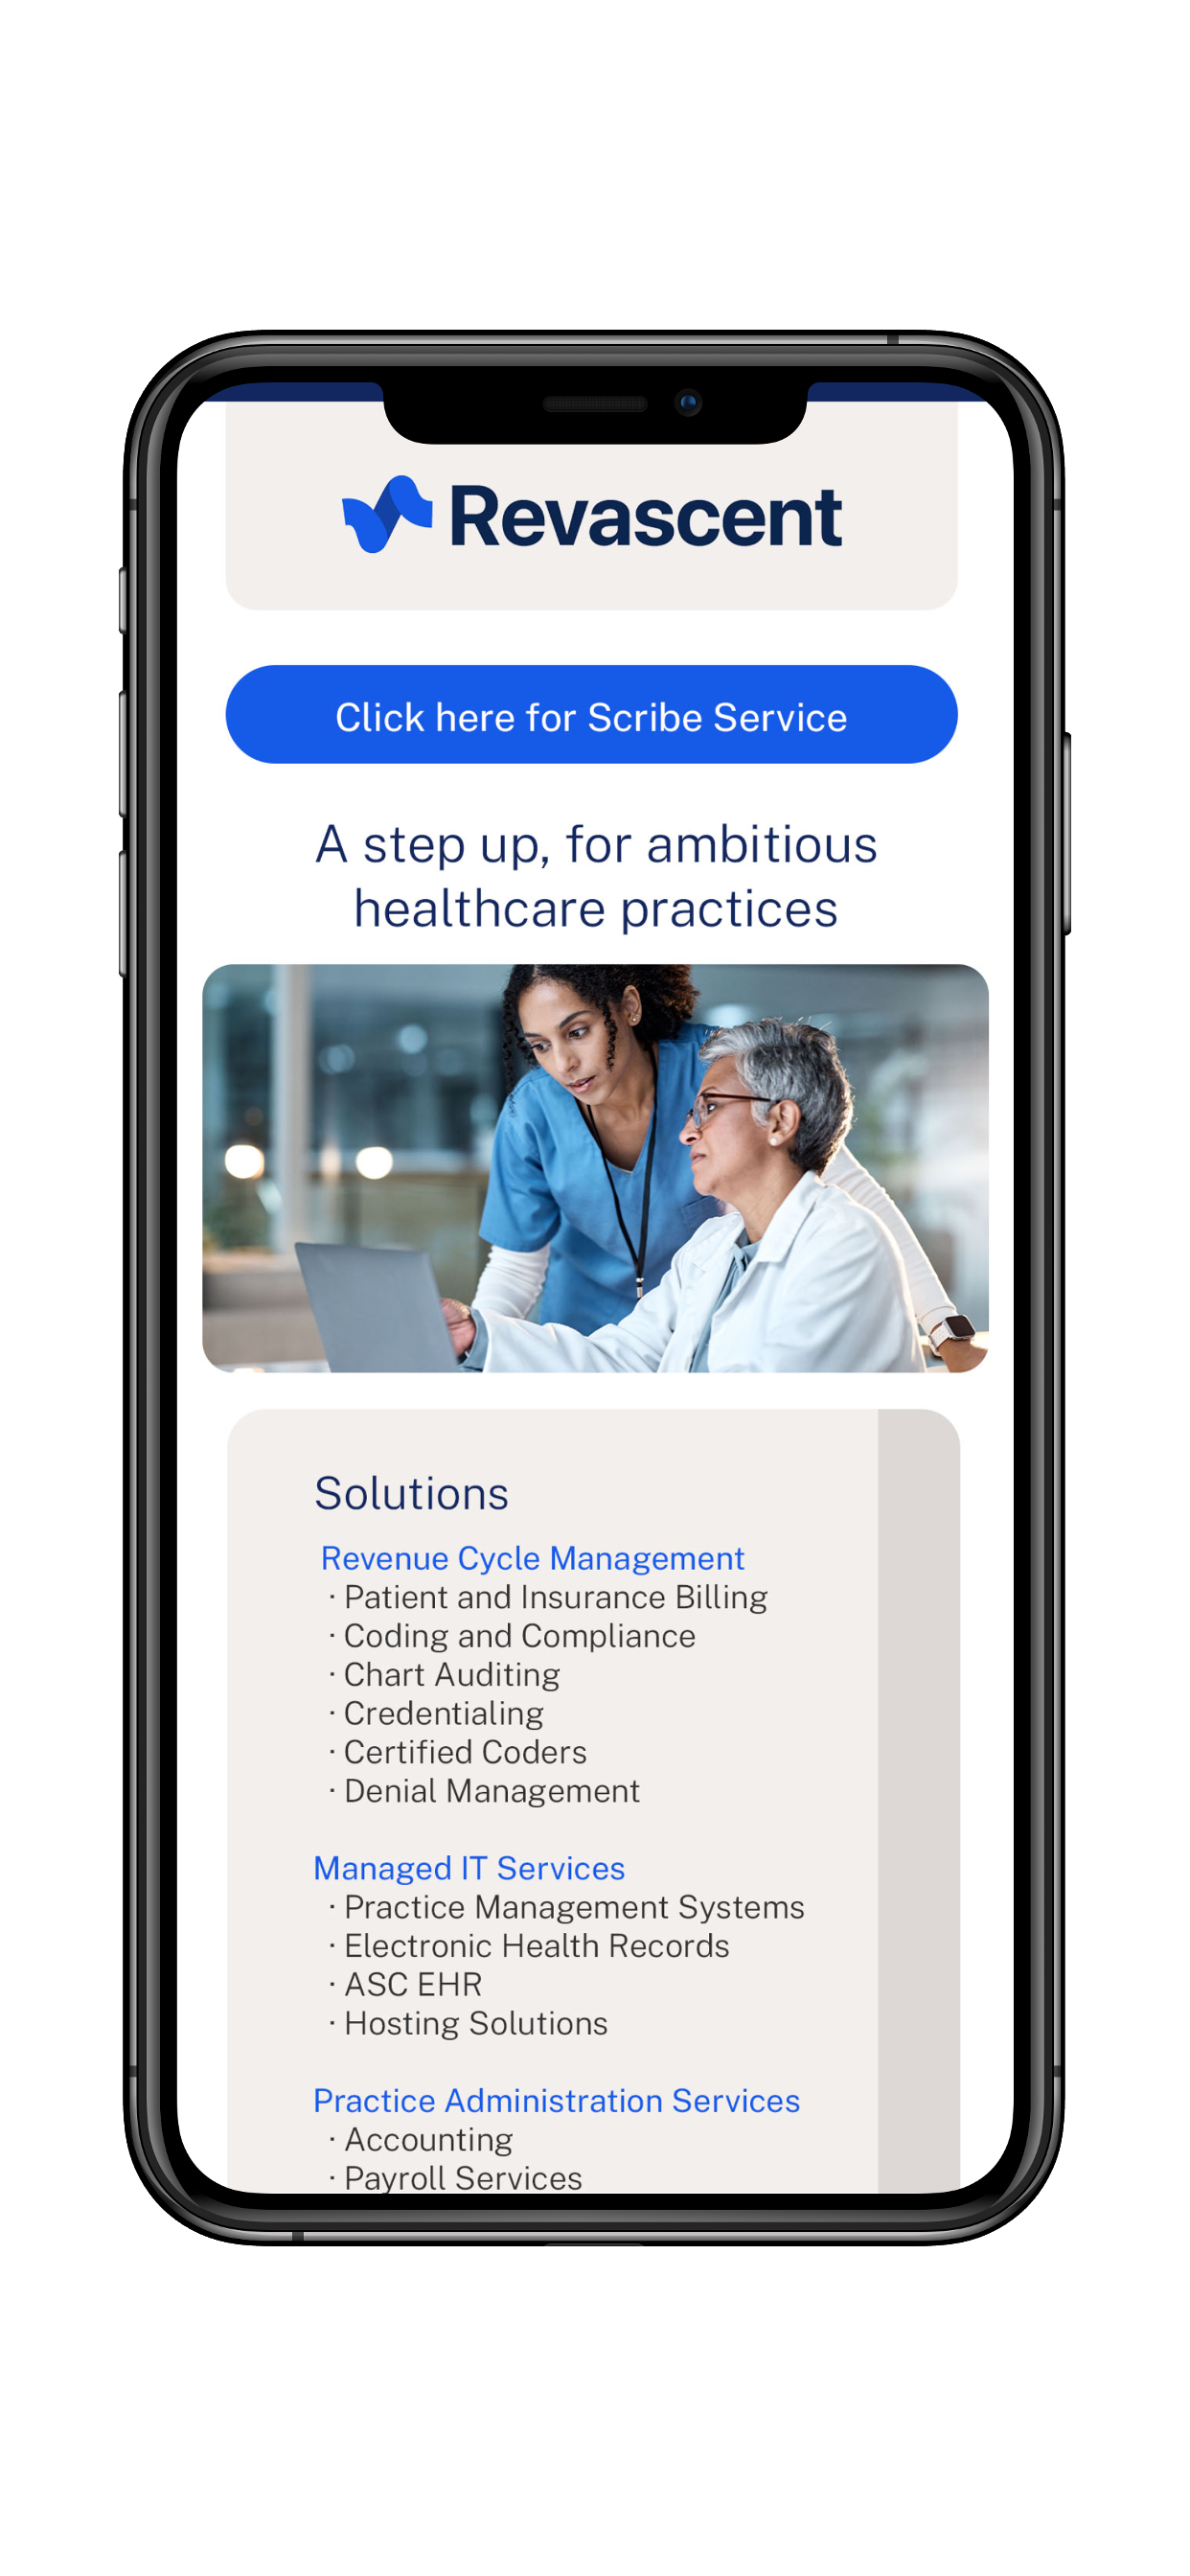 Revascent
Click here for Scribe Service
A step up, for ambitious
healthcare practices
Solutions
Revenue Cycle Management
· Patient and Insurance Billing
· Coding and Compliance
· Chart Auditing
· Credentialing
· Certified Coders
· Denial Management
Managed IT Services
· Practice Management Systems
· Electronic Health Records
· ASC EHR
· Hosting Solutions
Practice Administration Services
· Accounting
· Payroll Services